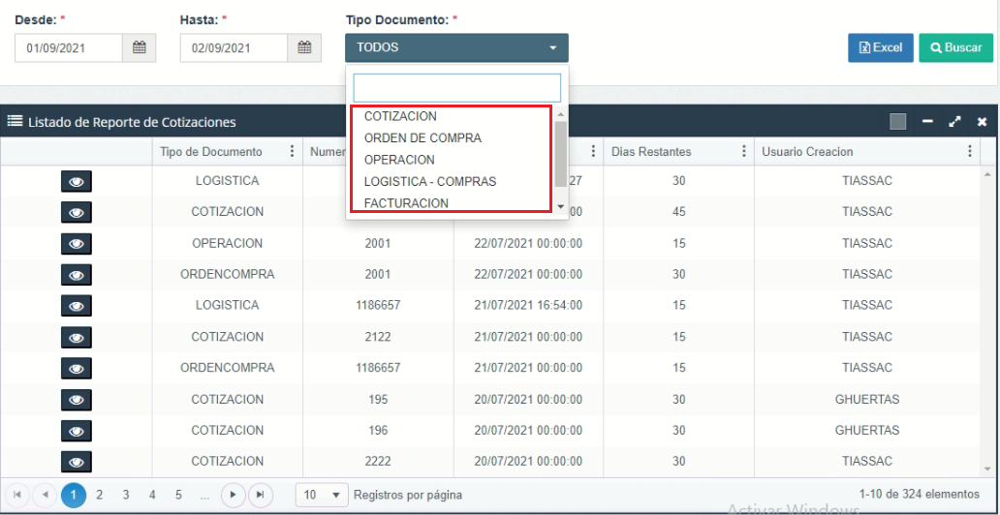 Desde: * Hasta: * Tipo Documento: *
01/09/2021 02/09/2021 TODOS Excel Buscar
COTIZACION
ORDEN DE COMPRA
OPERACION
LOGISTICA - COMPRAS
FACTURACION
Listado de Reporte de Cotizaciones
Tipo de Documento Numer Dias Restantes Usuario Creacion
LOGISTICA 27 30 TIASSAC
COTIZACION 00 45 TIASSAC
OPERACION 2001 22/07/2021 00:00:00 15 TIASSAC
ORDENCOMPRA 2001 22/07/2021 00:00:00 30 TIASSAC
LOGISTICA 1186657 21/07/2021 16:54:00 15 TIASSAC
COTIZACION 2122 21/07/2021 00:00:00 15 TIASSAC
ORDENCOMPRA 1186657 21/07/2021 00:00:00 15 TIASSAC
COTIZACION 195 20/07/2021 00:00:00 30 GHUERTAS
COTIZACION 196 20/07/2021 00:00:00 30 GHUERTAS
COTIZACION 2222 20/07/2021 00:00:00 30 TIASSAC
1 2 3 4 5 ... 10 Registros por página 1-10 de 324 elementos
Activar Windows